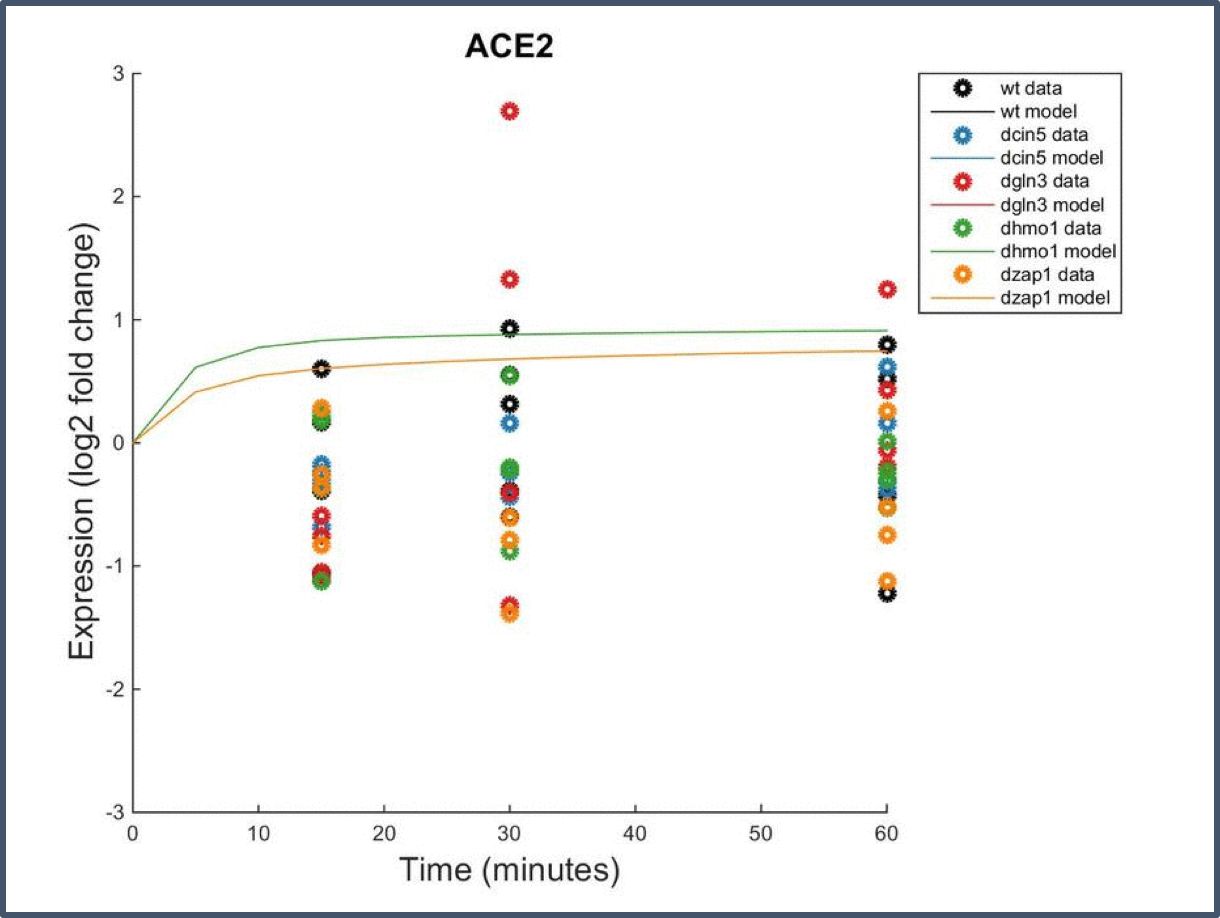 ACE2
3
2
1
0
-1
-2
-3
Expression (log2 fold change)
0 10 20 30 40 50 60
Time (minutes)
wt data
wt model
dcin5 data
dcin5 model
dgln3 data
dgln3 model
dhmo1 data
dhmo1 model
dzap1 data
dzap1 model